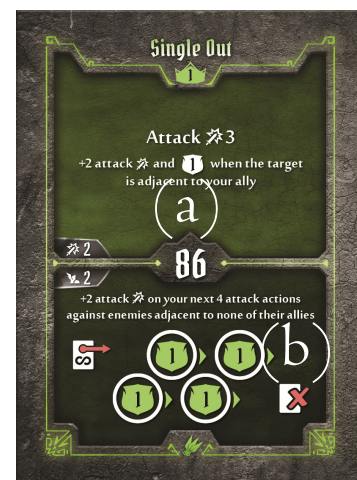 Single Out
1
Attack 3
+2 attack and 1 when the target
is adjacent to your ally
(a)
2
86
2
+2 attack on your next 4 attack actions
against enemies adjacent to none of their allies
1 1 (b)
1 1